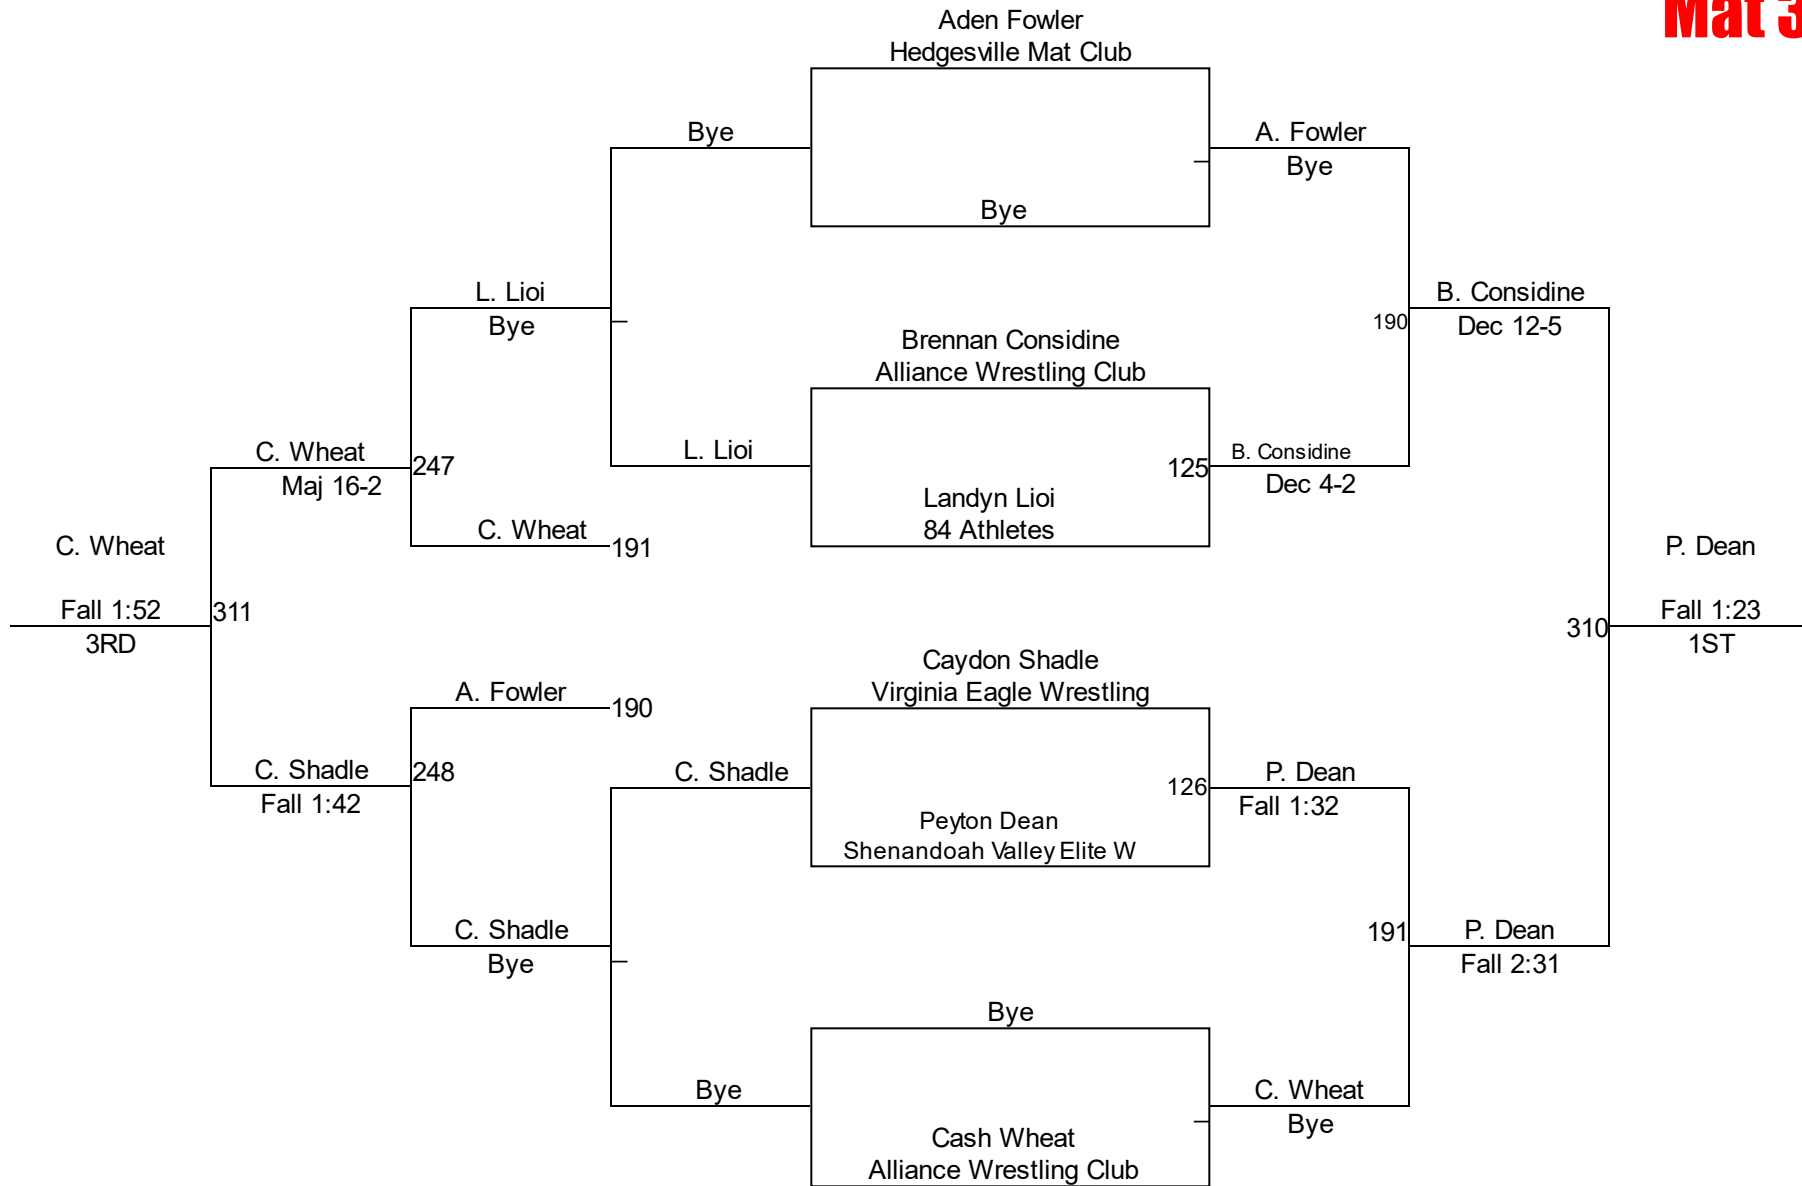 Mat 3
Aden Fowler
Hedgesville Mat Club
Bye
A. Fowler
Bye
Bye
L. Lioi
Bye
B. Considine
190
Dec 12-5
Brennan Considine
Alliance Wrestling Club
C. Wheat
247
Maj 16-2
L. Lioi
125
B. Considine
Dec 4-2
Landyn Lioi
84 Athletes
C. Wheat
191
C. Wheat
Fall 1:52
311
3RD
P. Dean
310
Fall 1:23
1ST
Caydon Shadle
Virginia Eagle Wrestling
A. Fowler
190
C. Shadle
248
Fall 1:42
C. Shadle
126
P. Dean
Fall 1:32
Peyton Dean
Shenandoah Valley Elite W
C. Shadle
Bye
191
P. Dean
Fall 2:31
Bye
Bye
C. Wheat
Bye
Cash Wheat
Alliance Wrestling Club